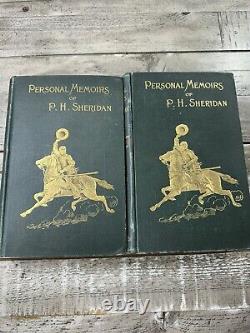 PERSONAL MEMOIRS
OF
P. H. SHERIDAN
PERSONAL MEMOIRS
OF
P. H. SHERIDAN